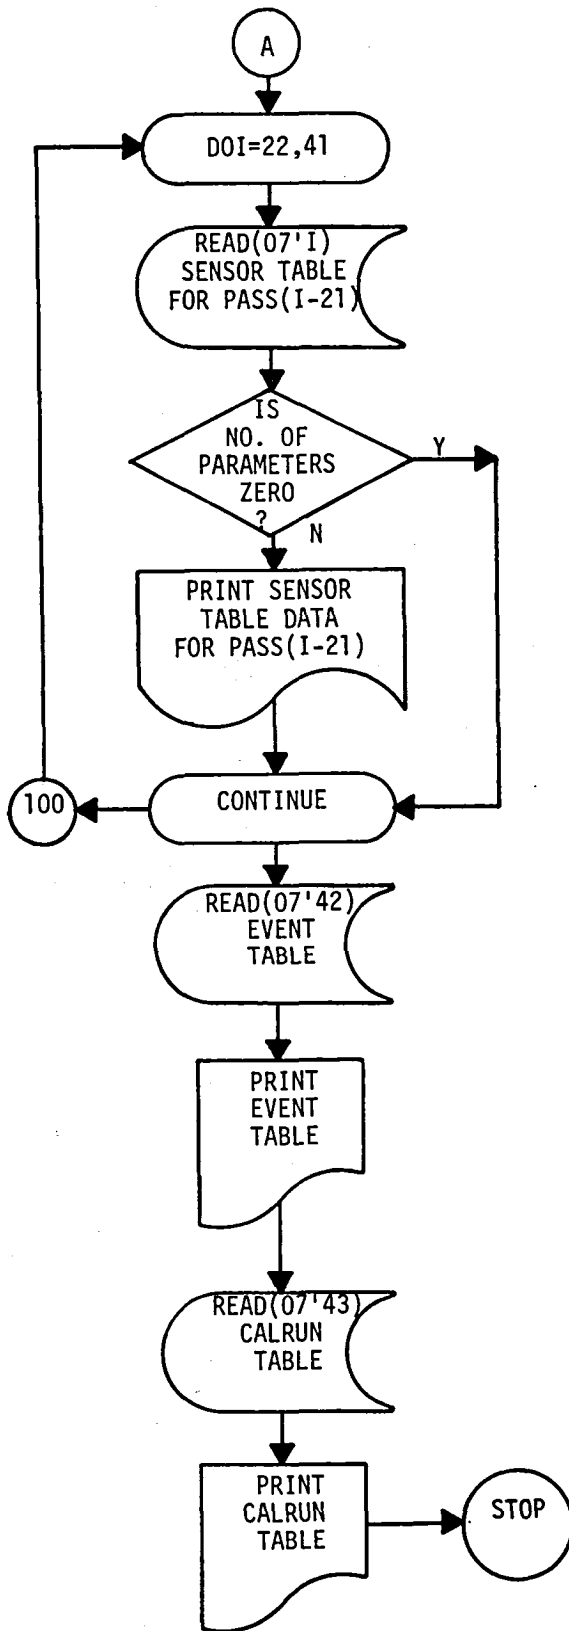 A
DOI=22,41
READ(07'I)
SENSOR TABLE
FOR PASS(I-21)
IS
NO. OF
PARAMETERS
ZERO
?
Y
N
PRINT SENSOR
TABLE DATA
FOR PASS(I-21)
100
CONTINUE
READ(07'42)
EVENT
TABLE
PRINT
EVENT
TABLE
READ(07'43)
CALRUN
TABLE
PRINT
CALRUN
TABLE
STOP